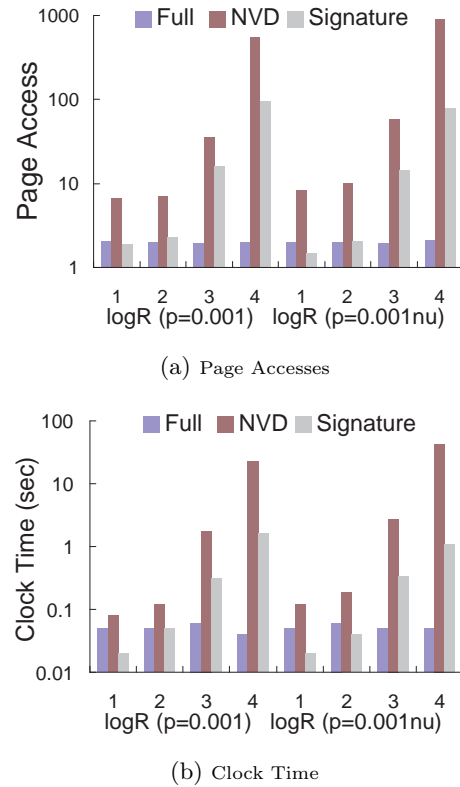 1000 Full NVD Signature
100
10
1
Page Access
1 2 3 4 1 2 3 4
logR (p=0.001) logR (p=0.001nu)
(a) Page Accesses
100 Full NVD Signature
10
1
0.1
0.01
Clock Time (sec)
1 2 3 4 1 2 3 4
logR (p=0.001) logR (p=0.001nu)
(b) Clock Time